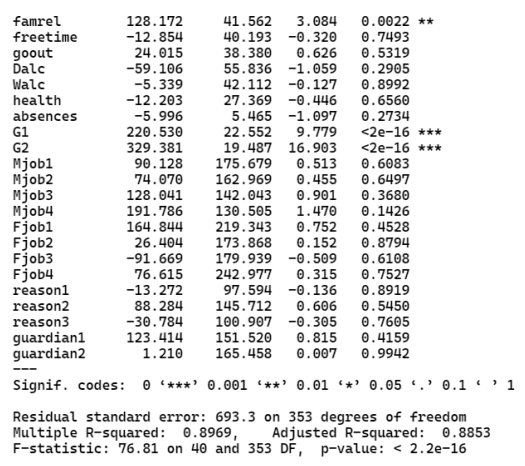 famrel 128.172 41.562 3.084 0.0022 **
freetime -12.854 40.193 -0.320 0.7493
goout 24.015 38.380 0.626 0.5319
Dalc -59.106 55.836 -1.059 0.2905
Walc -5.339 42.112 -0.127 0.8992
health -12.203 27.369 -0.446 0.6560
absences -5.996 5.465 -1.097 0.2734
G1 220.530 22.552 9.779 <2e-16 ***
G2 329.381 19.487 16.903 <2e-16 ***
Mjob1 90.128 175.679 0.513 0.6083
Mjob2 74.070 162.969 0.455 0.6497
Mjob3 128.041 142.043 0.901 0.3680
Mjob4 191.786 130.505 1.470 0.1426
Fjob1 164.844 219.343 0.752 0.4528
Fjob2 26.404 173.868 0.152 0.8794
Fjob3 -91.669 179.939 -0.509 0.6108
Fjob4 76.615 242.977 0.315 0.7527
reason1 -13.272 97.594 -0.136 0.8919
reason2 88.284 145.712 0.606 0.5450
reason3 -30.784 100.907 -0.305 0.7605
guardian1 123.414 151.520 0.815 0.4159
guardian2 1.210 165.458 0.007 0.9942
---
Signif. codes: 0 ‘***’ 0.001 ‘**’ 0.01 ‘*’ 0.05 ‘.’ 0.1 ‘ ’ 1
Residual standard error: 693.3 on 353 degrees of freedom
Multiple R-squared: 0.8969, Adjusted R-squared: 0.8853
F-statistic: 76.81 on 40 and 353 DF, p-value: < 2.2e-16